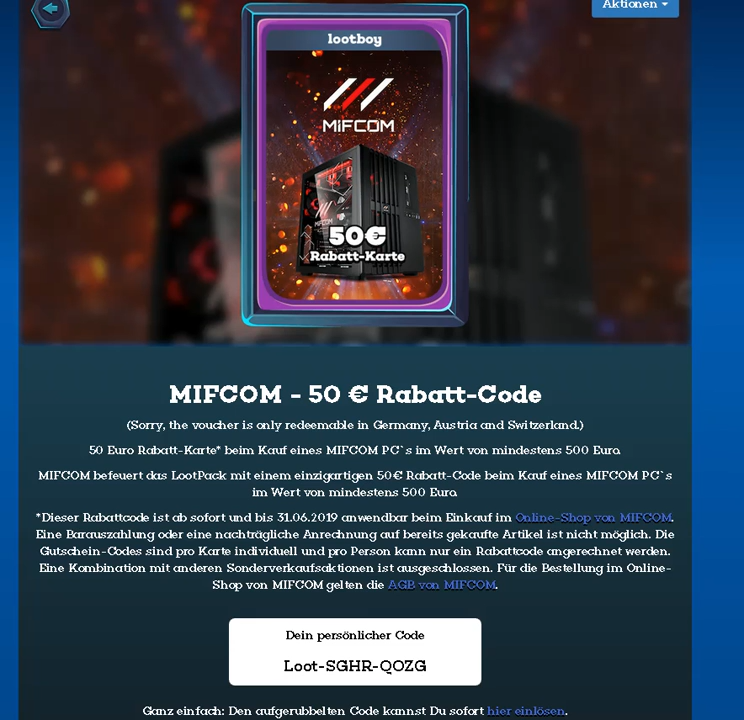 Aktionen
lootboy
MIFCOM
MIFCOM
50€
Rabatt-Karte
MIFCOM - 50 € Rabatt-Code
(Sorry, the voucher is only redeemable in Germany, Austria and Switzerland.)
50 Euro Rabatt-Karte* beim Kauf eines MIFCOM PC`s im Wert von mindestens 500 Euro.
MIFCOM befeuert das LootPack mit einem einzigartigen 50€ Rabatt-Code beim Kauf eines MIFCOM PC`s
im Wert von mindestens 500 Euro.
*Dieser Rabattcode ist ab sofort und bis 31.06.2019 anwendbar beim Einkauf im Online-Shop von MIFCOM.
Eine Barauszahlung oder eine nachträgliche Anrechnung auf bereits gekaufte Artikel ist nicht möglich. Die
Gutschein-Codes sind pro Karte individuell und pro Person kann nur ein Rabattcode angerechnet werden.
Eine Kombination mit anderen Sonderverkaufsaktionen ist ausgeschlossen. Für die Bestellung im Online-
Shop von MIFCOM gelten die AGB von MIFCOM.
Dein persönlicher Code
Loot-SGHR-QOZG
Ganz einfach: Den aufgerubbelten Code kannst Du sofort hier einlösen.